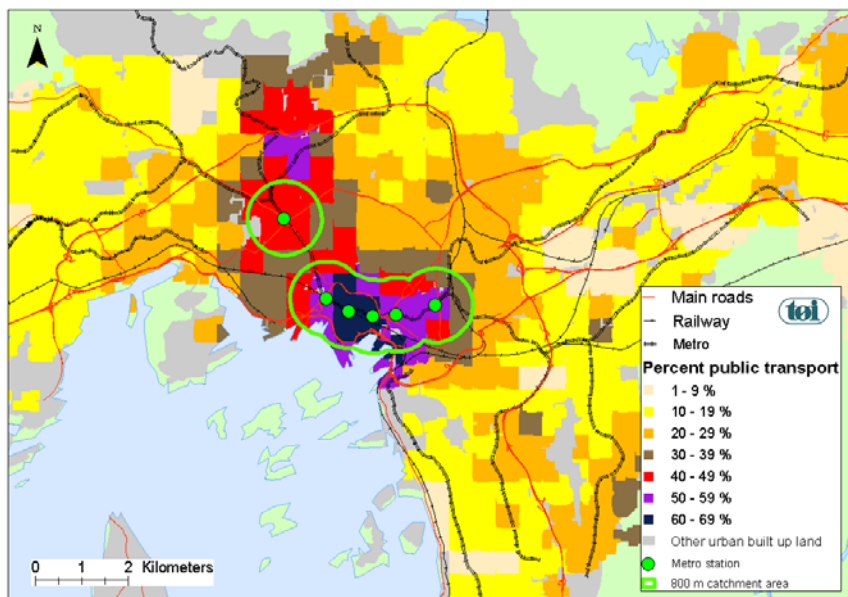 N
Main roads
Railway
Metro
tøi
Percent public transport
1 - 9 %
10 - 19 %
20 - 29 %
30 - 39 %
40 - 49 %
50 - 59 %
60 - 69 %
Other urban built up land
Metro station
800 m catchment area
0 1 2 Kilometers